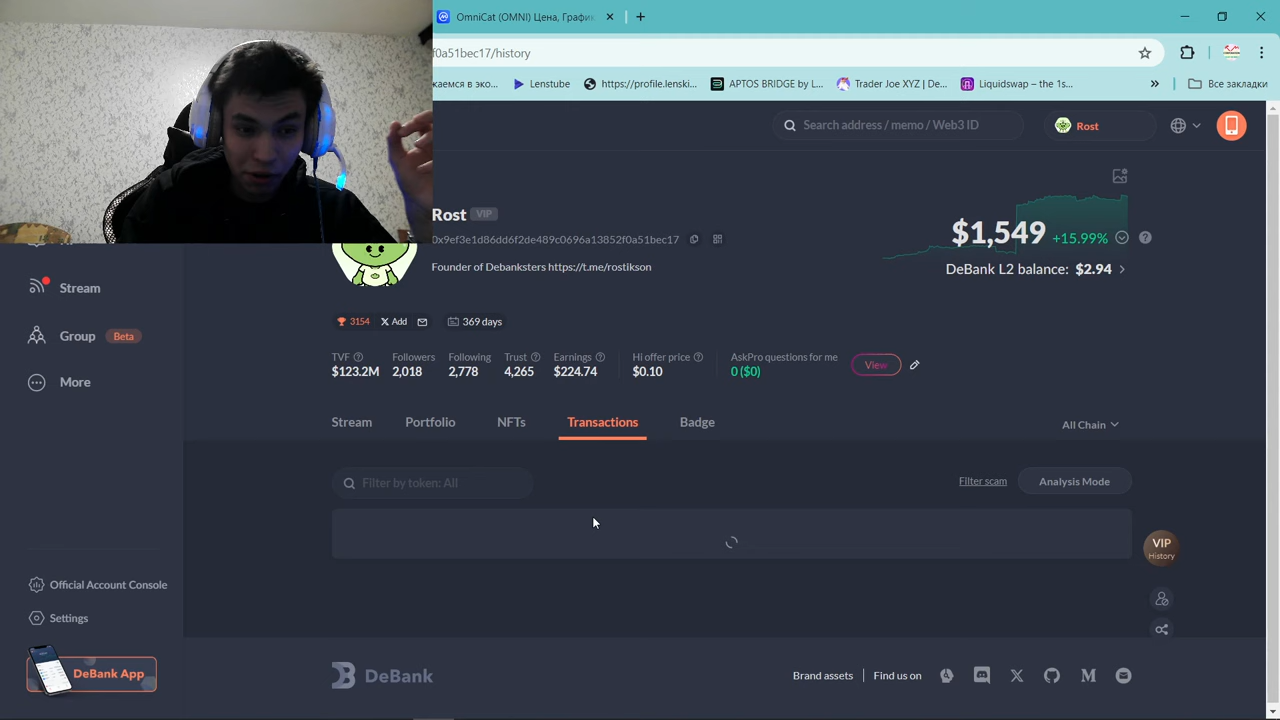 OmniCat (OMNI) Цена, График
f0a51bec17/history
каемся в эко...
Lenstube
https://profile.lenski...
APTOS BRIDGE by L...
Trader Joe XYZ | De...
Liquidswap – the 1s...
»
Все закладки
Search address / memo / Web3 ID
Rost
Rost VIP
0x9ef3e1d86dd6f2de489c0696a13852f0a51bec17
Founder of Debanksters https://t.me/rostikson
$1,549 +15.99%
DeBank L2 balance: $2.94
3154
Add
369 days
TVF
$123.2M
Followers
2,018
Following
2,778
Trust
4,265
Earnings
$224.74
Hi offer price
$0.10
AskPro questions for me
0 ($0)
View
Stream
Group Beta
More
Stream
Portfolio
NFTs
Transactions
Badge
All Chain
Filter by token: All
Filter scam
Analysis Mode
VIP
History
Official Account Console
Settings
DeBank App
DeBank
Brand assets
Find us on